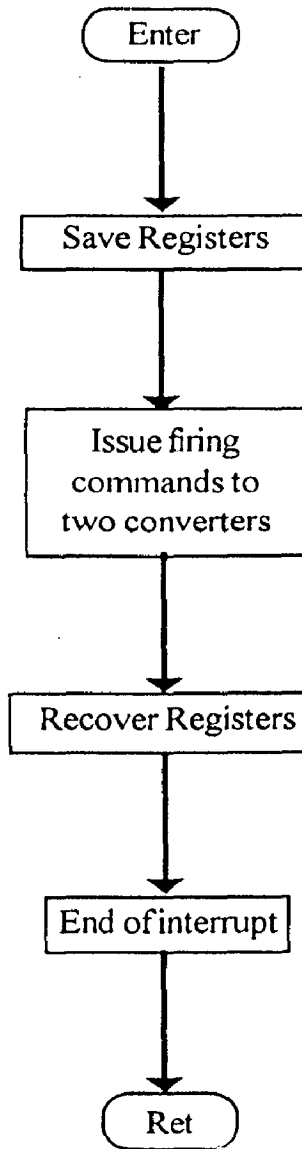 Enter
Save Registers
Issue firing
commands to
two converters
Recover Registers
End of interrupt
Ret